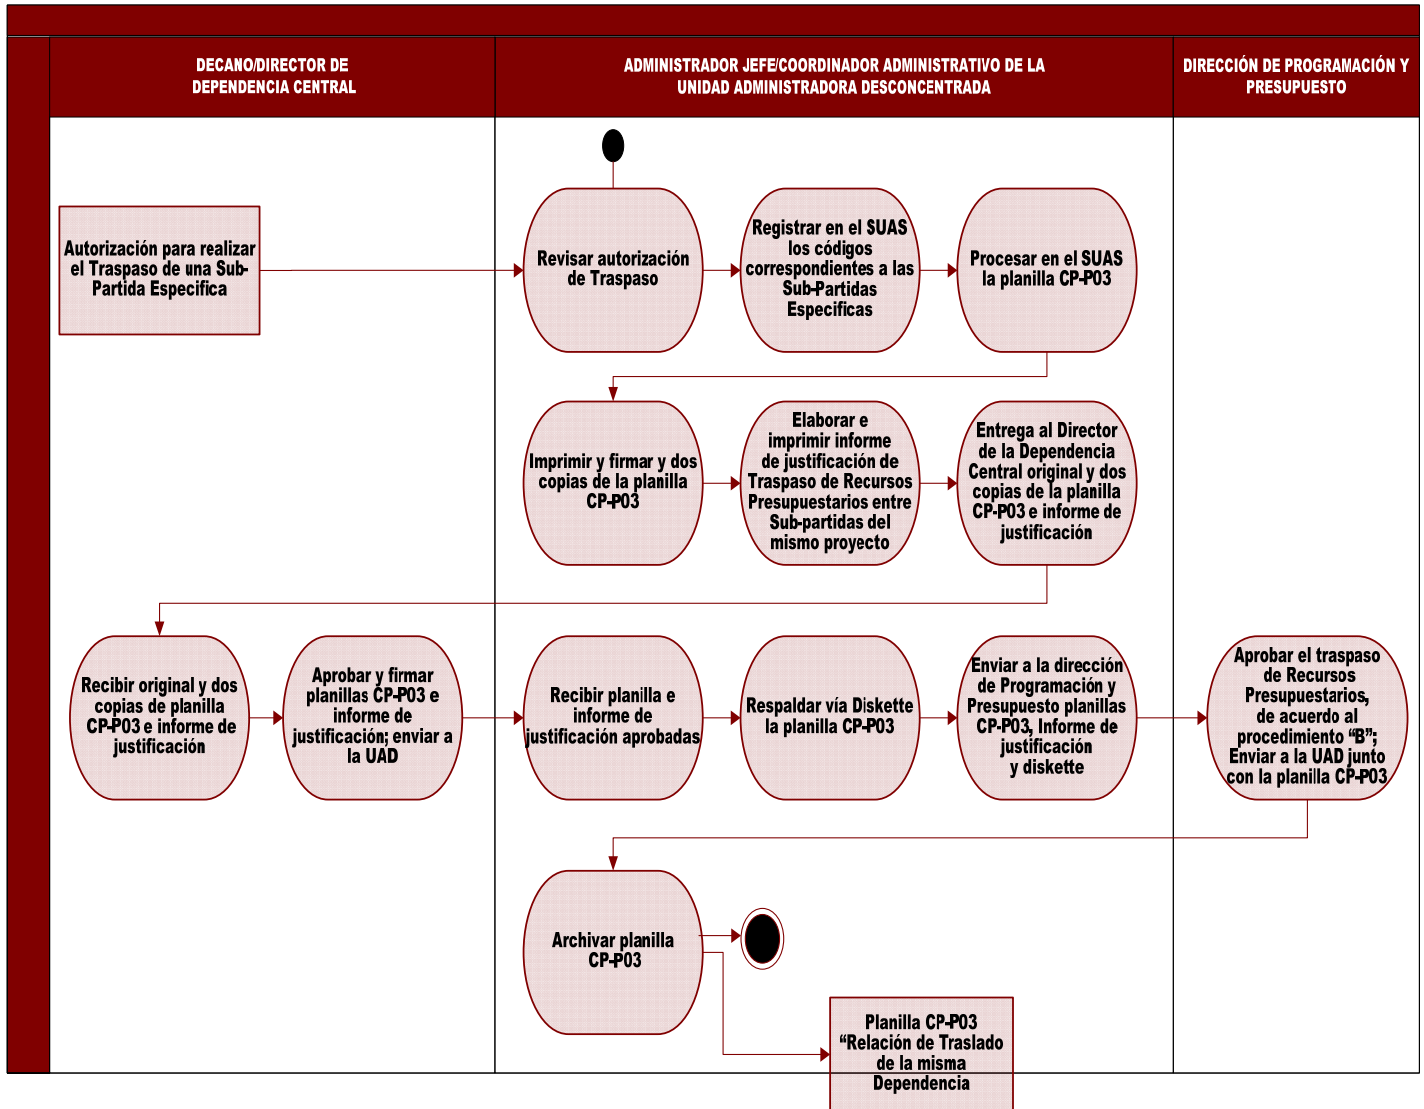 DECANO/DIRECTOR DE
DEPENDENCIA CENTRAL
ADMINISTRADOR JEFE/COORDINADOR ADMINISTRATIVO DE LA
UNIDAD ADMINISTRADORA DESCONCENTRADA
DIRECCIÓN DE PROGRAMACIÓN Y
PRESUPUESTO
Autorización para realizar
el Traspaso de una Sub-
Partida Especifica
Revisar autorización
de Traspaso
Registrar en el SUAS
los códigos
correspondientes a las
Sub-Partidas
Especificas
Procesar en el SUAS
la planilla CP-P03
Imprimir y firmar y dos
copias de la planilla
CP-P03
Elaborar e
imprimir informe
de justificación de
Traspaso de Recursos
Presupuestarios entre
Sub-partidas del
mismo proyecto
Entrega al Director
de la Dependencia
Central original y dos
copias de la planilla
CP-P03 e informe de
justificación
Recibir original y dos
copias de planilla
CP-P03 e informe de
justificación
Aprobar y firmar
planillas CP-P03 e
informe de
justificación; enviar a
la UAD
Recibir planilla e
informe de
justificación aprobadas
Respaldar vía Diskette
la planilla CP-P03
Enviar a la dirección
de Programación y
Presupuesto planillas
CP-P03, Informe de
justificación
y diskette
Aprobar el traspaso
de Recursos
Presupuestarios,
de acuerdo al
procedimiento “B”;
Enviar a la UAD junto
con la planilla CP-P03
Archivar planilla
CP-P03
Planilla CP-P03
“Relación de Traslado
de la misma
Dependencia